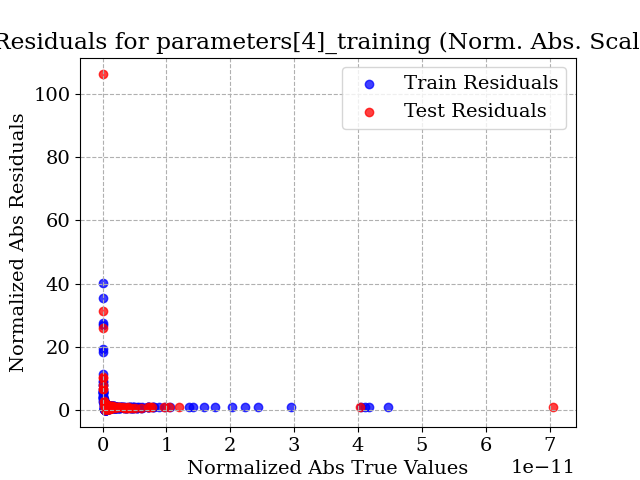 Residuals for parameters[4]_training (Norm. Abs. Scal
Train Residuals
Test Residuals
Normalized Abs Residuals
100
80
60
40
20
0
0 1 2 3 4 5 6 7
1e−11
Normalized Abs True Values